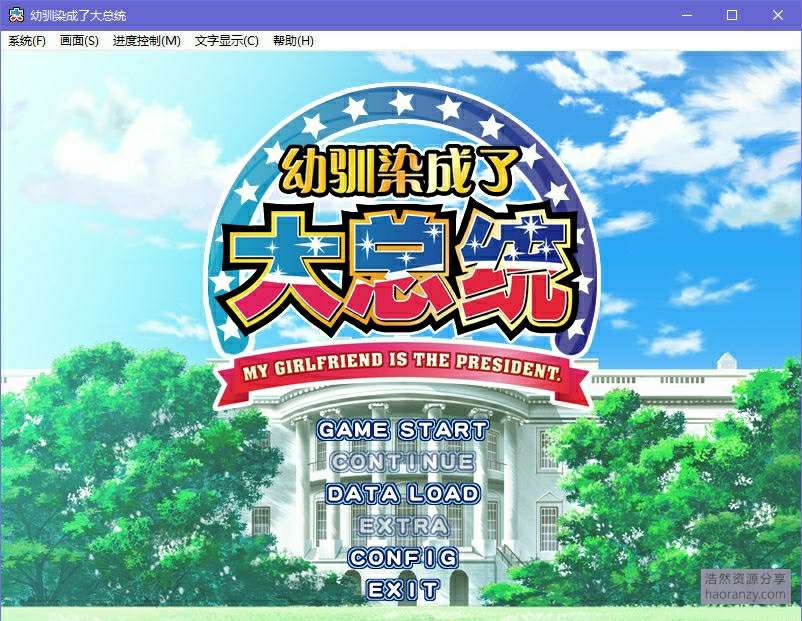 幼驯染成了大总统
系统(F) 画面(S) 进度控制(M) 文字显示(C) 帮助(H)
幼驯染成了
大总统
MY GIRLFRIEND IS THE PRESIDENT.
GAME START
CONTINUE
DATA LOAD
EXTRA
CONFIG
EXIT
浩然资源分享
haoranzy.com